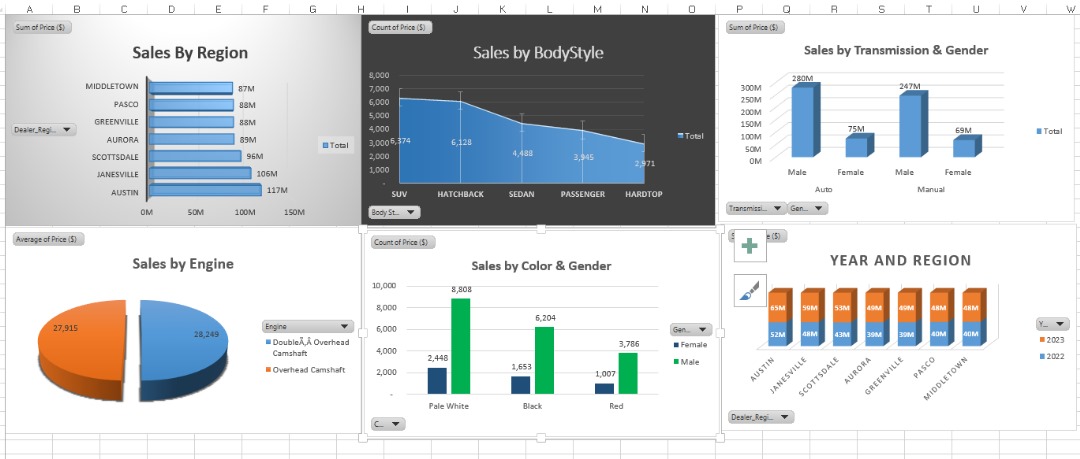 A B C D E F G H I J K L M N O P Q R S T U V W
Sum of Price ($)
Sales By Region
MIDDLETOWN 87M
PASCO 88M
GREENVILLE 88M
Dealer_Regi...
AURORA 89M
SCOTTSDALE 96M
JANESVILLE 106M
AUSTIN 117M
0M 50M 100M 150M
Total
Count of Price ($)
Sales by BodyStyle
8,000
7,000
6,000
5,000
4,000
3,000
2,000
1,000
-
6,374 6,128 4,488 3,945 2,971
SUV HATCHBACK SEDAN PASSENGER HARDTOP
Total
Body St...
Sum of Price ($)
Sales by Transmission & Gender
300M
250M
200M
150M
100M
50M
0M
280M 75M 247M 69M
Male Female Male Female
Auto Manual
Total
Transmissi... Gen...
Average of Price ($)
Sales by Engine
27,915 28,249
Engine
DoubleÃ‚Â Overhead
Camshaft
Overhead Camshaft
Count of Price ($)
Sales by Color & Gender
10,000
8,000
6,000
4,000
2,000
-
2,448 8,808 1,653 6,204 1,007 3,786
Pale White Black Red
Gen...
Female
Male
C...
YEAR AND REGION
65M 59M 53M 49M 49M 48M 48M
52M 48M 43M 39M 39M 40M 40M
AUSTIN JANESVILLE SCOTTSDALE AURORA GREENVILLE PASCO MIDDLETOWN
Y...
2023
2022
Dealer_Regi...